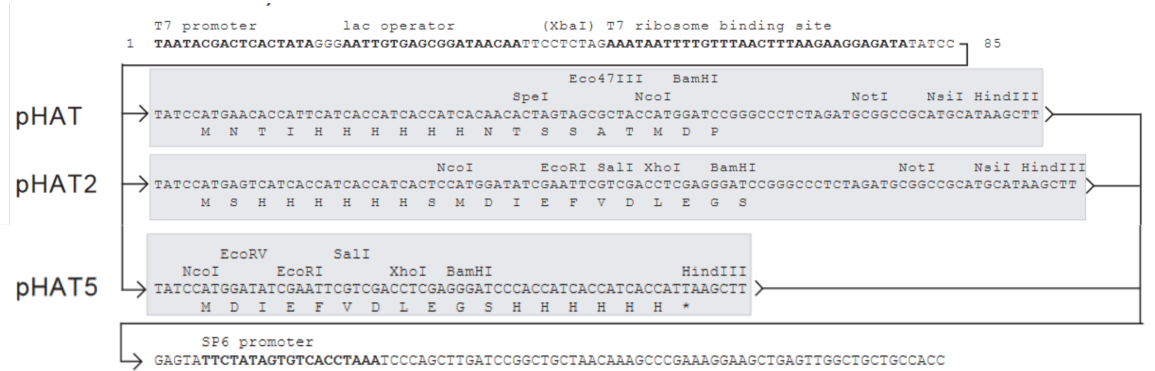 T7 promoter lac operator (XbaI) T7 ribosome binding site
1 TAATACGACTCACTATAGGGAATTGTGAGCGGATAACAATTCCTCTAGAAATAATTTTGTTTAACTTTAAGAAGGAGATATATCC 85
Eco47III BamHI
SpeI NcoI NotI NsiI HindIII
pHAT TATCCATGAACACCATTCATCACCATCACCATCACAACACTAGTAGCGCTACCATGGATCCGGGCCCTCTAGATGCGGCCGCATGCATAAGCTT
M N T I H H H H H H N T S S A T M D P
NcoI EcoRI SalI XhoI BamHI NotI NsiI HindIII
pHAT2 TATCCATGAGTCATCACCATCACCATCACTCCATGGATATCGAATTCGTCGACCTCGAGGGATCCGGGCCCTCTAGATGCGGCCGCATGCATAAGCTT
M S H H H H H H S M D I E F V D L E G S
EcoRV SalI
NcoI EcoRI XhoI BamHI HindIII
pHAT5 TATCCATGGATATCGAATTCGTCGACCTCGAGGGATCCCACCATCACCATCACCATTAAGCTT
M D I E F V D L E G S H H H H H H *
SP6 promoter
GAGTATTCTATAGTGTCACCTAAATCCCAGCTTGATCCGGCTGCTAACAAAGCCCGAAAGGAAGCTGAGTTGGCTGCTGCCACC